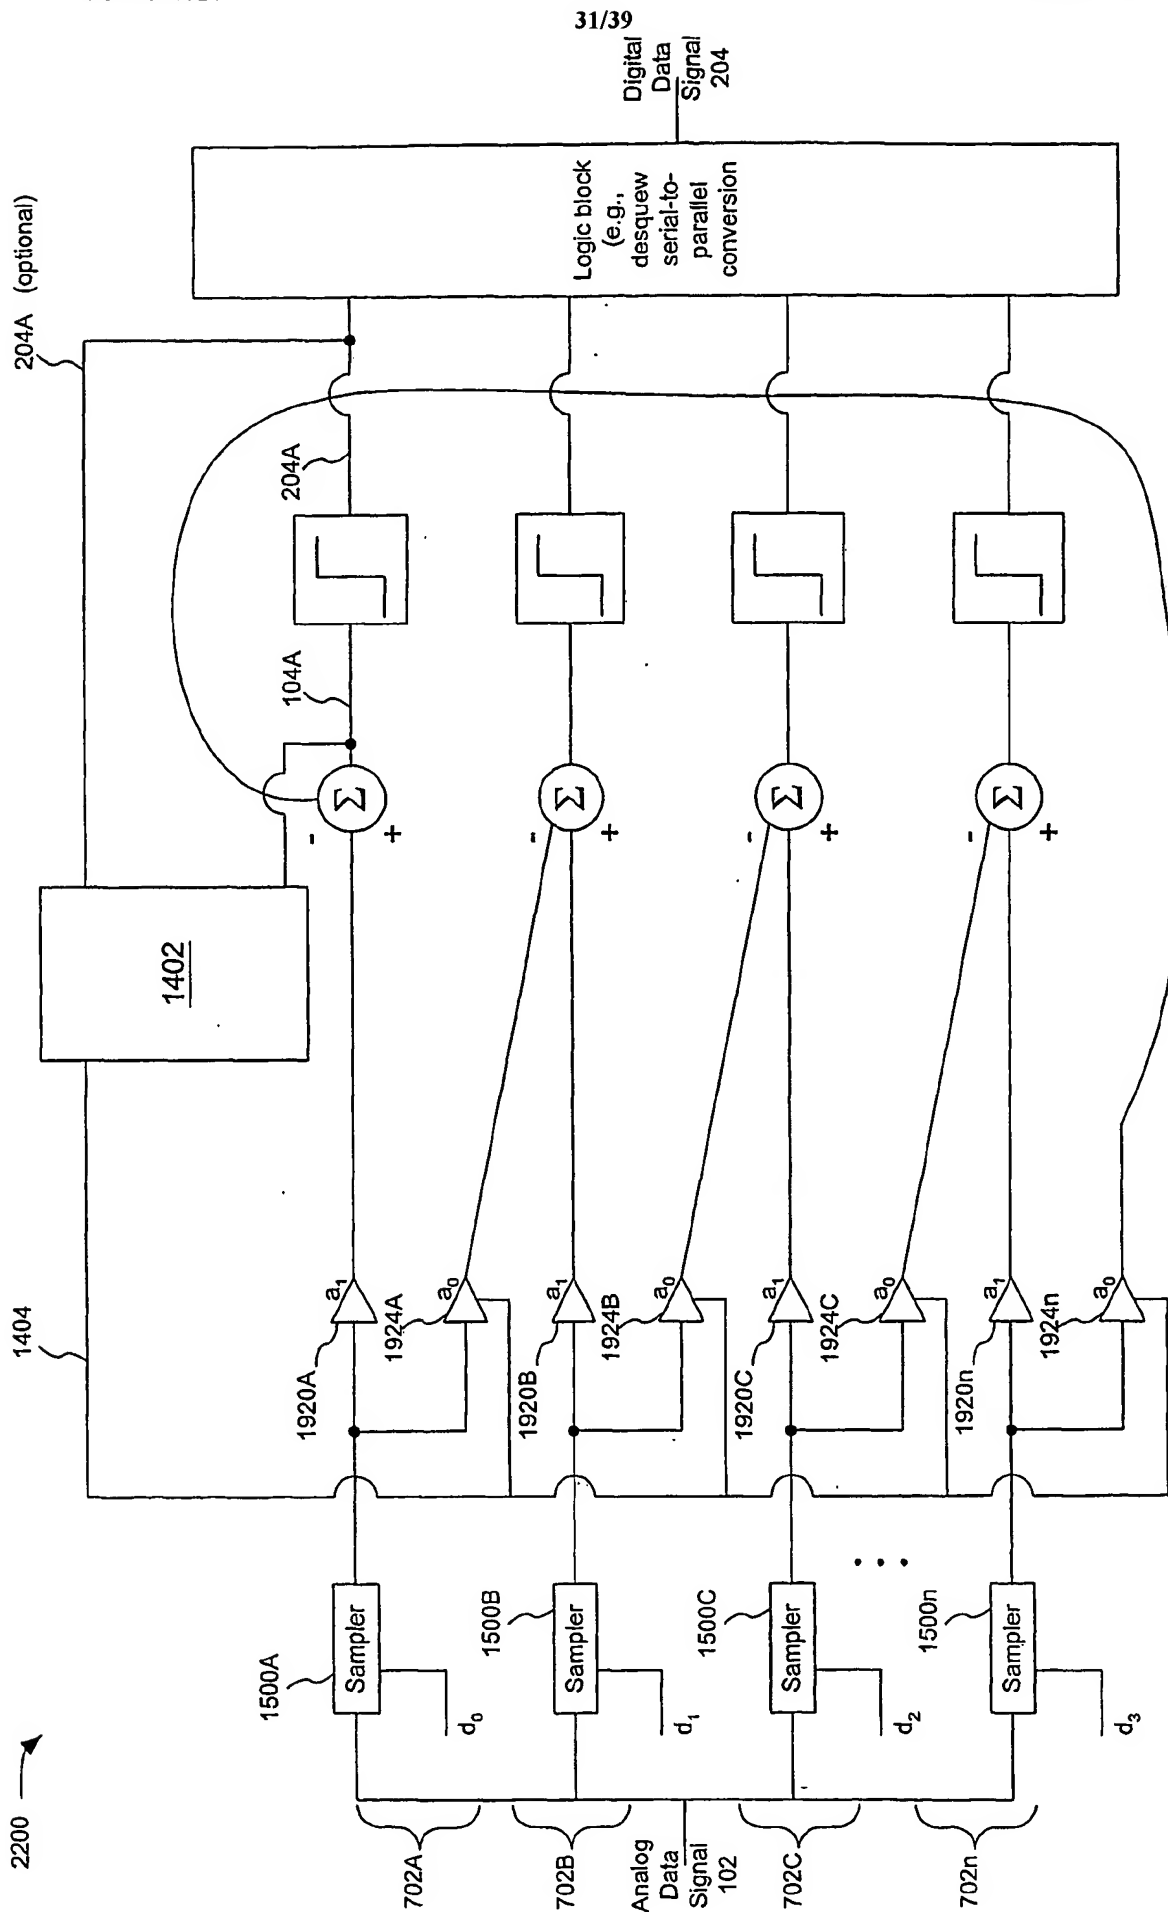 31/39
2200
702A
702B
Analog
Data
Signal
102
702C
702n
1500A
Sampler
d0
1500B
Sampler
d1
1500C
Sampler
d2
1500n
Sampler
d3
1404
1920A
a1
1924A
a0
1920B
a1
1924B
a0
1920C
a1
1924C
a0
1920n
a1
1924n
a0
1402
Σ
-
+
Σ
-
+
Σ
-
+
Σ
-
+
104A
204A
204A (optional)
Logic block
(e.g.,
desquew
serial-to-
parallel
conversion
Digital
Data
Signal
204